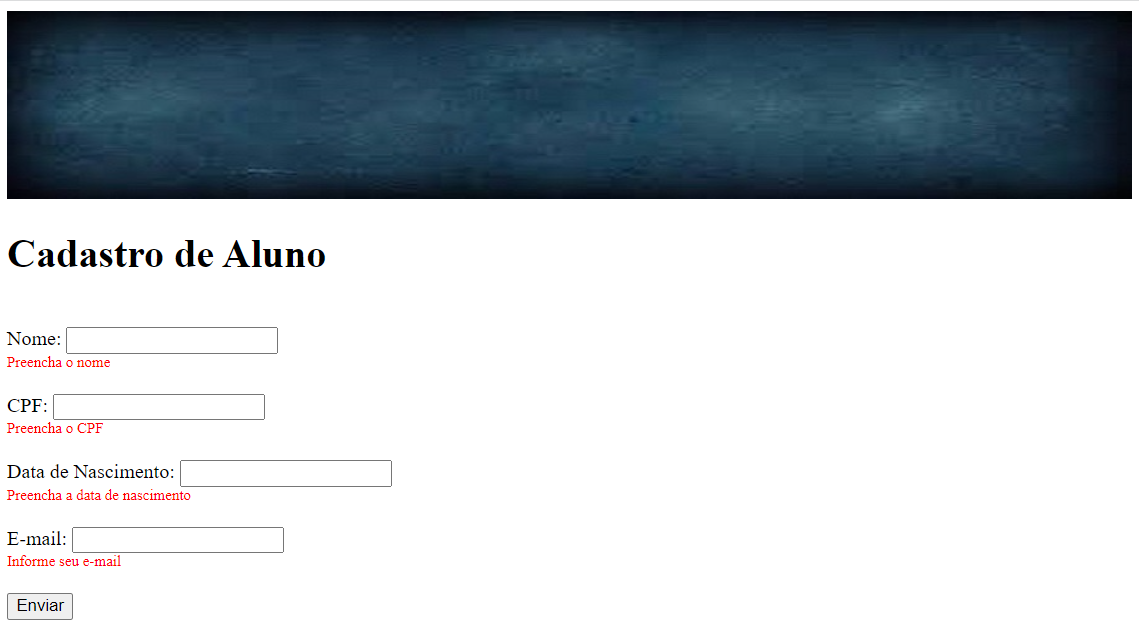 Cadastro de Aluno
Nome:
Preencha o nome
CPF:
Preencha o CPF
Data de Nascimento:
Preencha a data de nascimento
E-mail:
Informe seu e-mail
Enviar